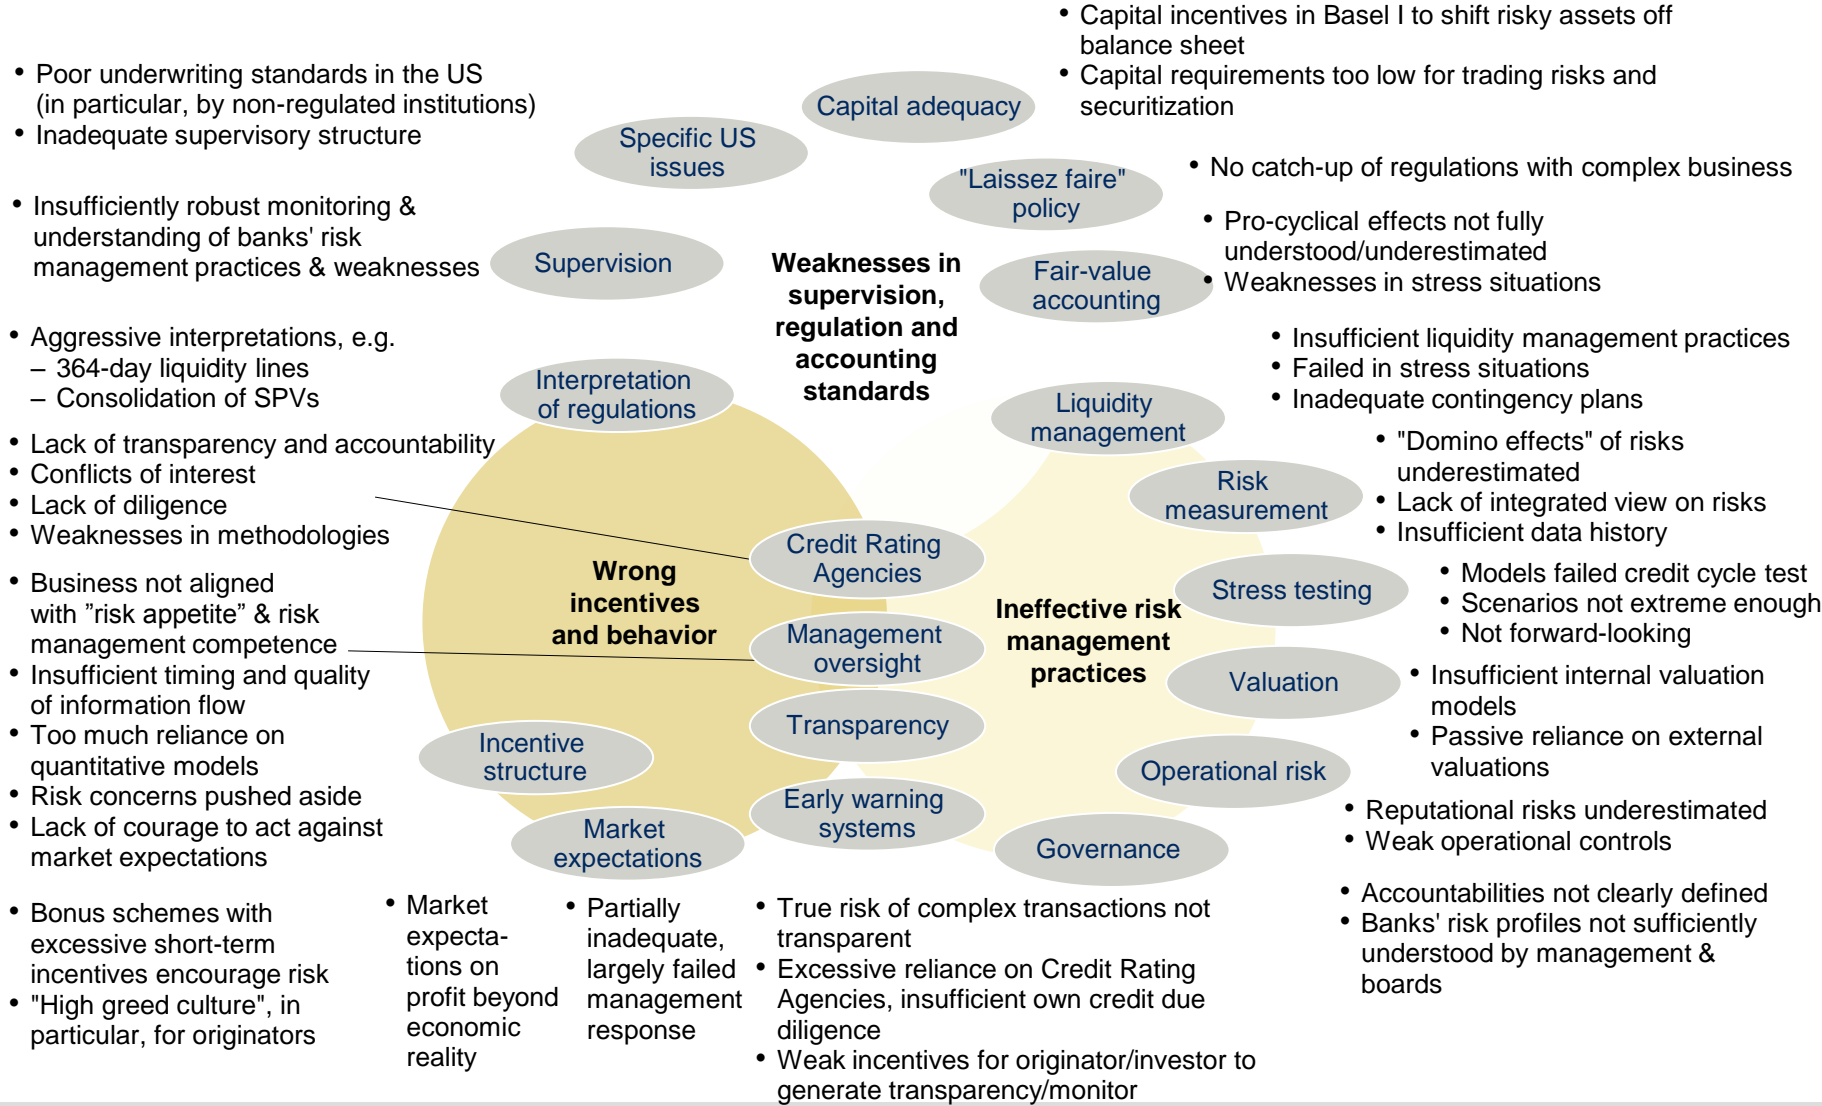 • Capital incentives in Basel I to shift risky assets off
balance sheet
• Capital requirements too low for trading risks and
securitization
• Poor underwriting standards in the US
(in particular, by non-regulated institutions)
• Inadequate supervisory structure
Capital adequacy
Specific US
issues
"Laissez faire"
policy
• No catch-up of regulations with complex business
• Insufficiently robust monitoring &
understanding of banks' risk
management practices & weaknesses
Supervision
Weaknesses in
supervision,
regulation and
accounting
standards
Fair-value
accounting
• Pro-cyclical effects not fully
understood/underestimated
• Weaknesses in stress situations
• Aggressive interpretations, e.g.
– 364-day liquidity lines
– Consolidation of SPVs
Interpretation
of regulations
Liquidity
management
• Insufficient liquidity management practices
• Failed in stress situations
• Inadequate contingency plans
• Lack of transparency and accountability
• Conflicts of interest
• Lack of diligence
• Weaknesses in methodologies
Risk
measurement
• "Domino effects" of risks
underestimated
• Lack of integrated view on risks
• Insufficient data history
Credit Rating
Agencies
Wrong
incentives
and behavior
Management
oversight
Ineffective risk
management
practices
Stress testing
• Models failed credit cycle test
• Scenarios not extreme enough
• Not forward-looking
• Business not aligned
with ”risk appetite” & risk
management competence
• Insufficient timing and quality
of information flow
• Too much reliance on
quantitative models
• Risk concerns pushed aside
• Lack of courage to act against
market expectations
Valuation
• Insufficient internal valuation
models
• Passive reliance on external
valuations
Transparency
Incentive
structure
Operational risk
• Reputational risks underestimated
• Weak operational controls
Early warning
systems
Market
expectations
Governance
• Accountabilities not clearly defined
• Banks' risk profiles not sufficiently
understood by management &
boards
• Bonus schemes with
excessive short-term
incentives encourage risk
• "High greed culture", in
particular, for originators
• Market
expecta-
tions on
profit beyond
economic
reality
• Partially
inadequate,
largely failed
management
response
• True risk of complex transactions not
transparent
• Excessive reliance on Credit Rating
Agencies, insufficient own credit due
diligence
• Weak incentives for originator/investor to
generate transparency/monitor